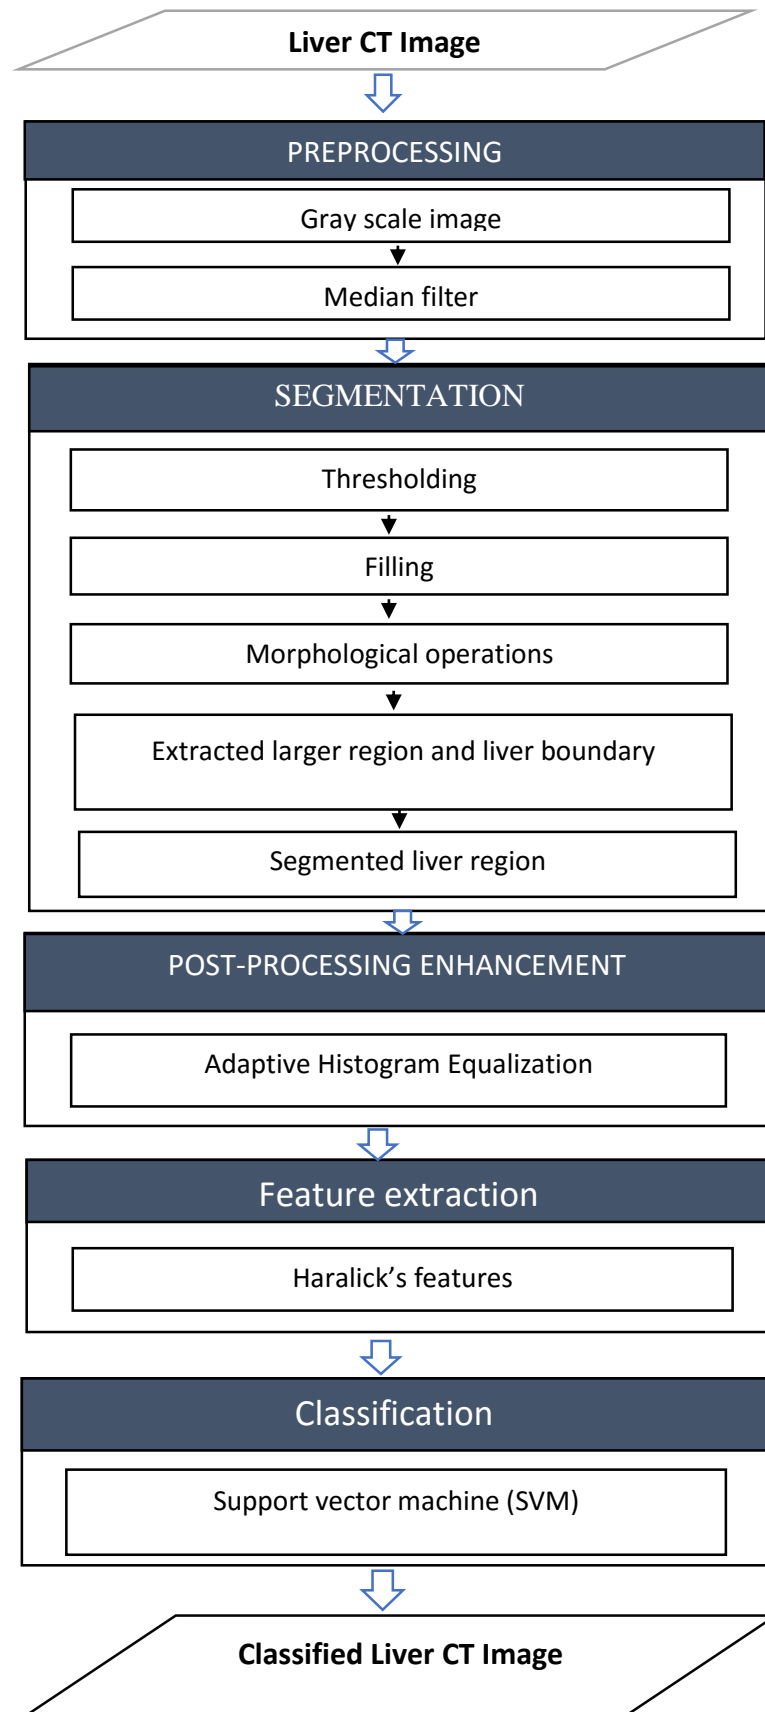 Liver CT Image
PREPROCESSING
Gray scale image
Median filter
SEGMENTATION
Thresholding
Filling
Morphological operations
Extracted larger region and liver boundary
Segmented liver region
POST-PROCESSING ENHANCEMENT
Adaptive Histogram Equalization
Feature extraction
Haralick’s features
Classification
Support vector machine (SVM)
Classified Liver CT Image